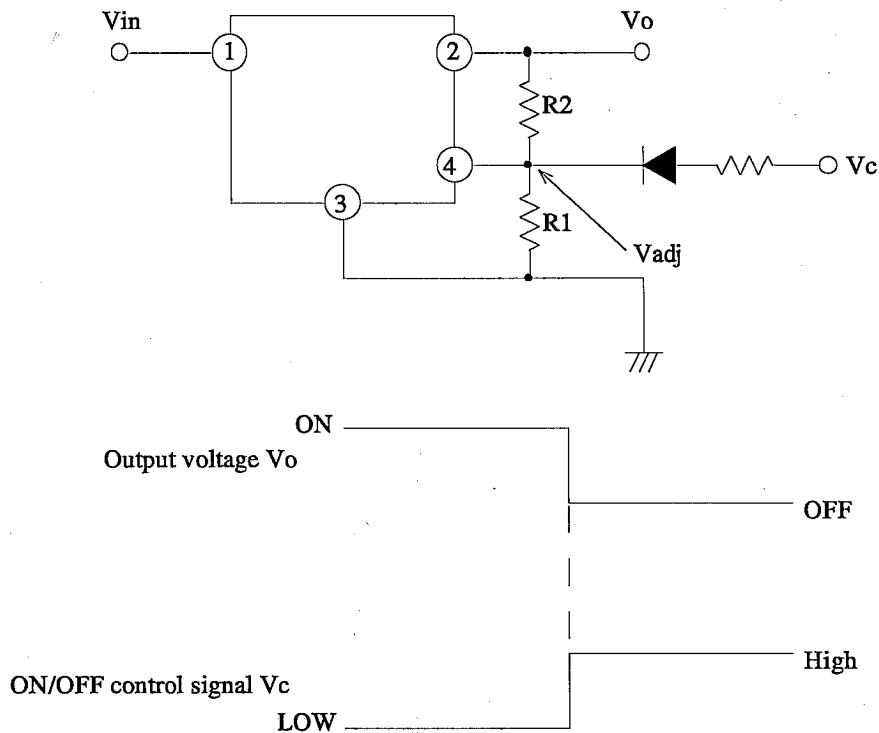 Vin
Vo
1
2
R2
4
Vc
3
R1
Vadj
ON
Output voltage Vo
OFF
High
ON/OFF control signal Vc
LOW